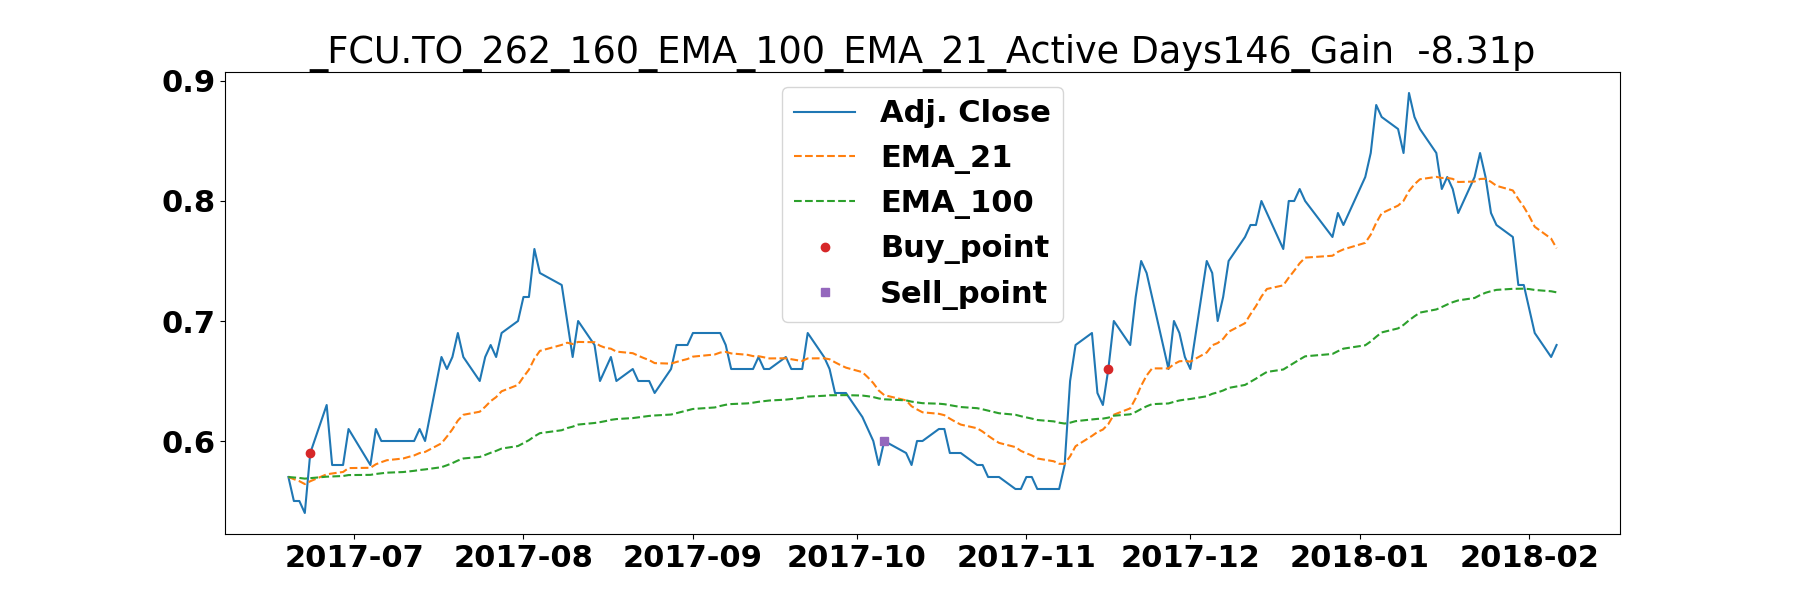 _FCU.TO_262_160_EMA_100_EMA_21_Active Days146_Gain  -8.31p
0.9
0.8
0.7
0.6
Adj. Close
EMA_21
EMA_100
Buy_point
Sell_point
2017-07 2017-08 2017-09 2017-10 2017-11 2017-12 2018-01 2018-02